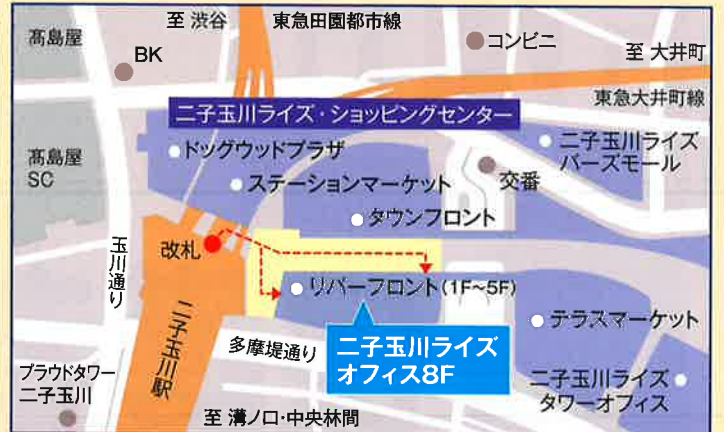 至 渋谷
東急田園都市線
髙島屋
BK
コンビニ
至 大井町
東急大井町線
二子玉川ライズ・ショッピングセンター
ドッグウッドプラザ
二子玉川ライズ
バーズモール
髙島屋
SC
ステーションマーケット
交番
タウンフロント
改札
玉川通り
リバーフロント(1F~5F)
二子玉川駅
テラスマーケット
多摩堤通り
二子玉川ライズ
オフィス8F
プラウドタワー
二子玉川
二子玉川ライズ
タワーオフィス
至 溝ノ口・中央林間